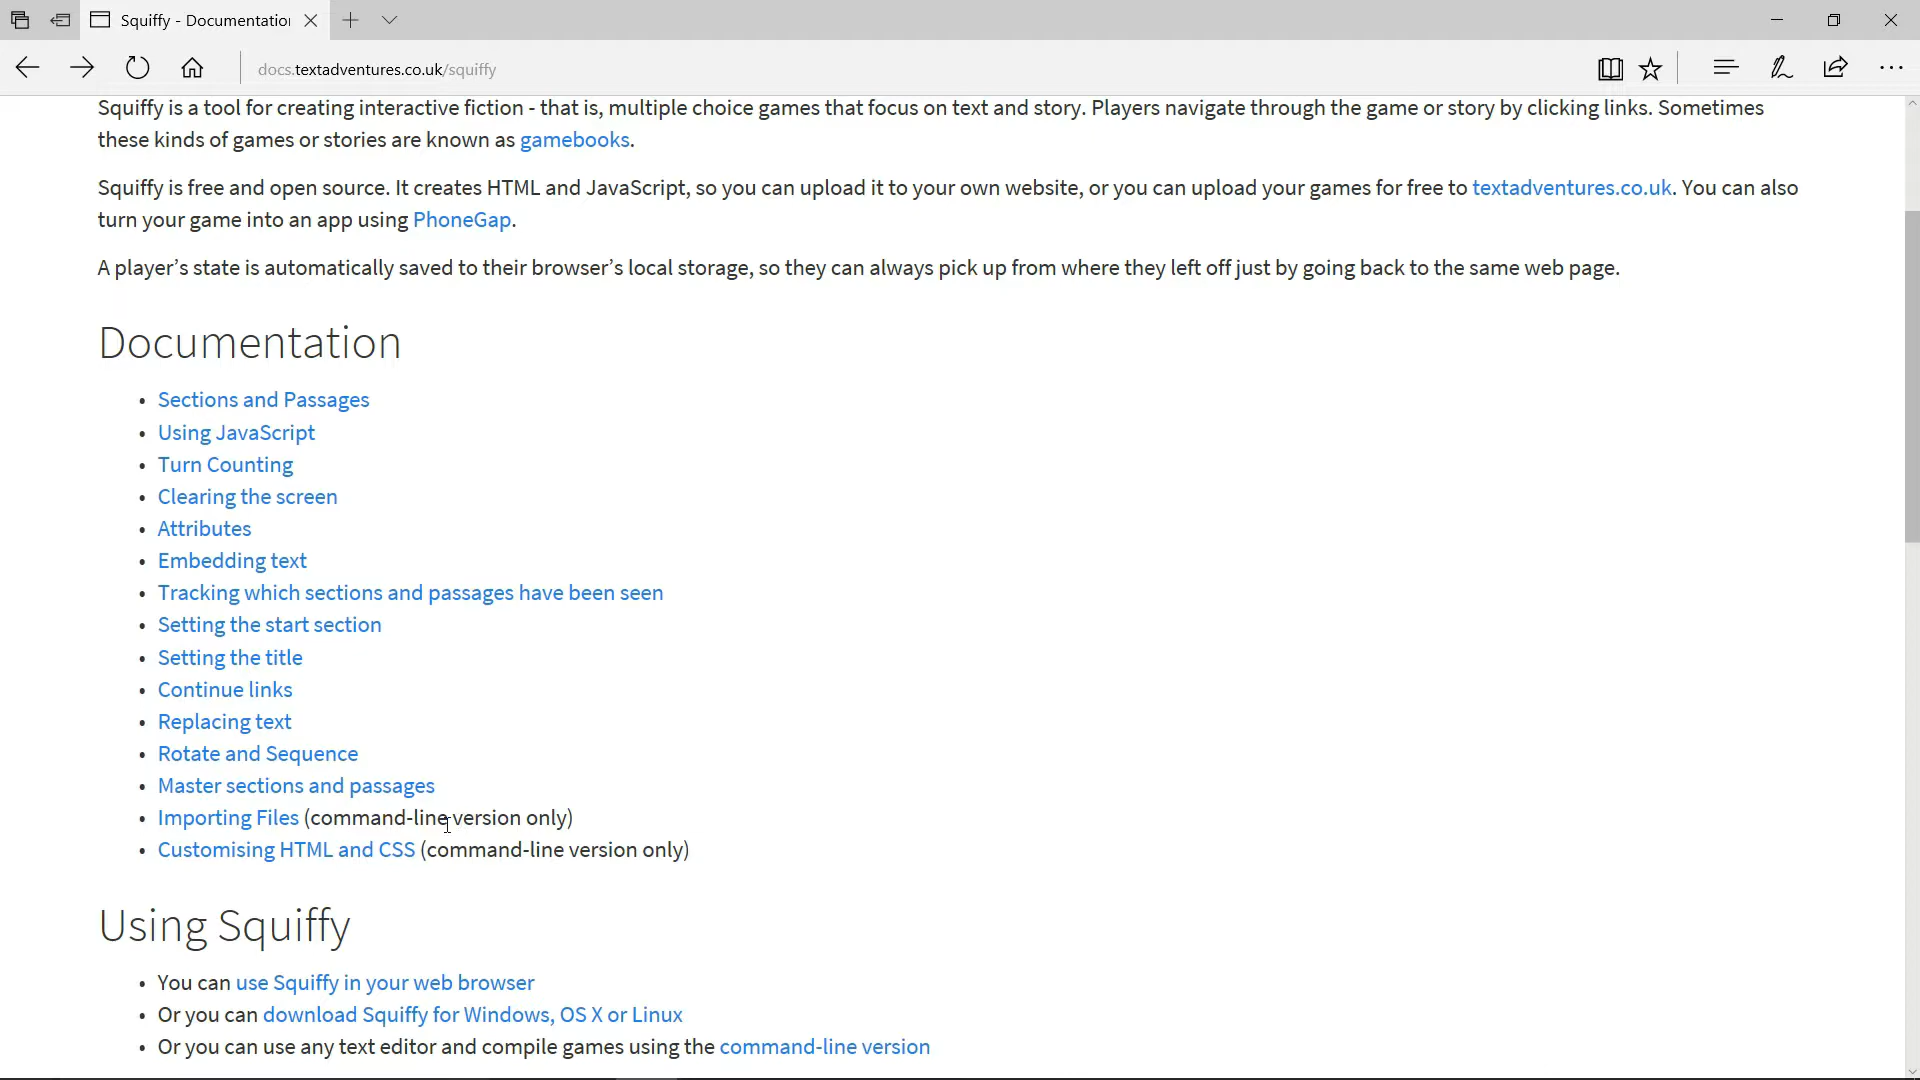 Squiffy - Documentation
docs.textadventures.co.uk/squiffy
Squiffy is a tool for creating interactive fiction - that is, multiple choice games that focus on text and story. Players navigate through the game or story by clicking links. Sometimes
these kinds of games or stories are known as gamebooks.
Squiffy is free and open source. It creates HTML and JavaScript, so you can upload it to your own website, or you can upload your games for free to textadventures.co.uk. You can also
turn your game into an app using PhoneGap.
A player’s state is automatically saved to their browser’s local storage, so they can always pick up from where they left off just by going back to the same web page.
Documentation
• Sections and Passages
• Using JavaScript
• Turn Counting
• Clearing the screen
• Attributes
• Embedding text
• Tracking which sections and passages have been seen
• Setting the start section
• Setting the title
• Continue links
• Replacing text
• Rotate and Sequence
• Master sections and passages
• Importing Files (command-line version only)
• Customising HTML and CSS (command-line version only)
Using Squiffy
• You can use Squiffy in your web browser
• Or you can download Squiffy for Windows, OS X or Linux
• Or you can use any text editor and compile games using the command-line version